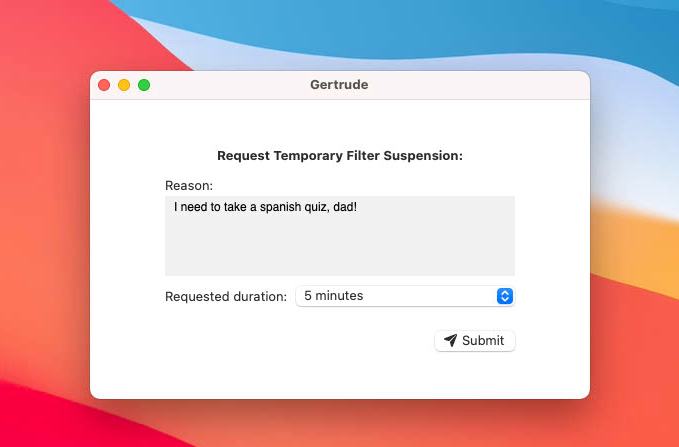 Gertrude
Request Temporary Filter Suspension:
Reason:
I need to take a spanish quiz, dad!
Requested duration: 5 minutes
Submit